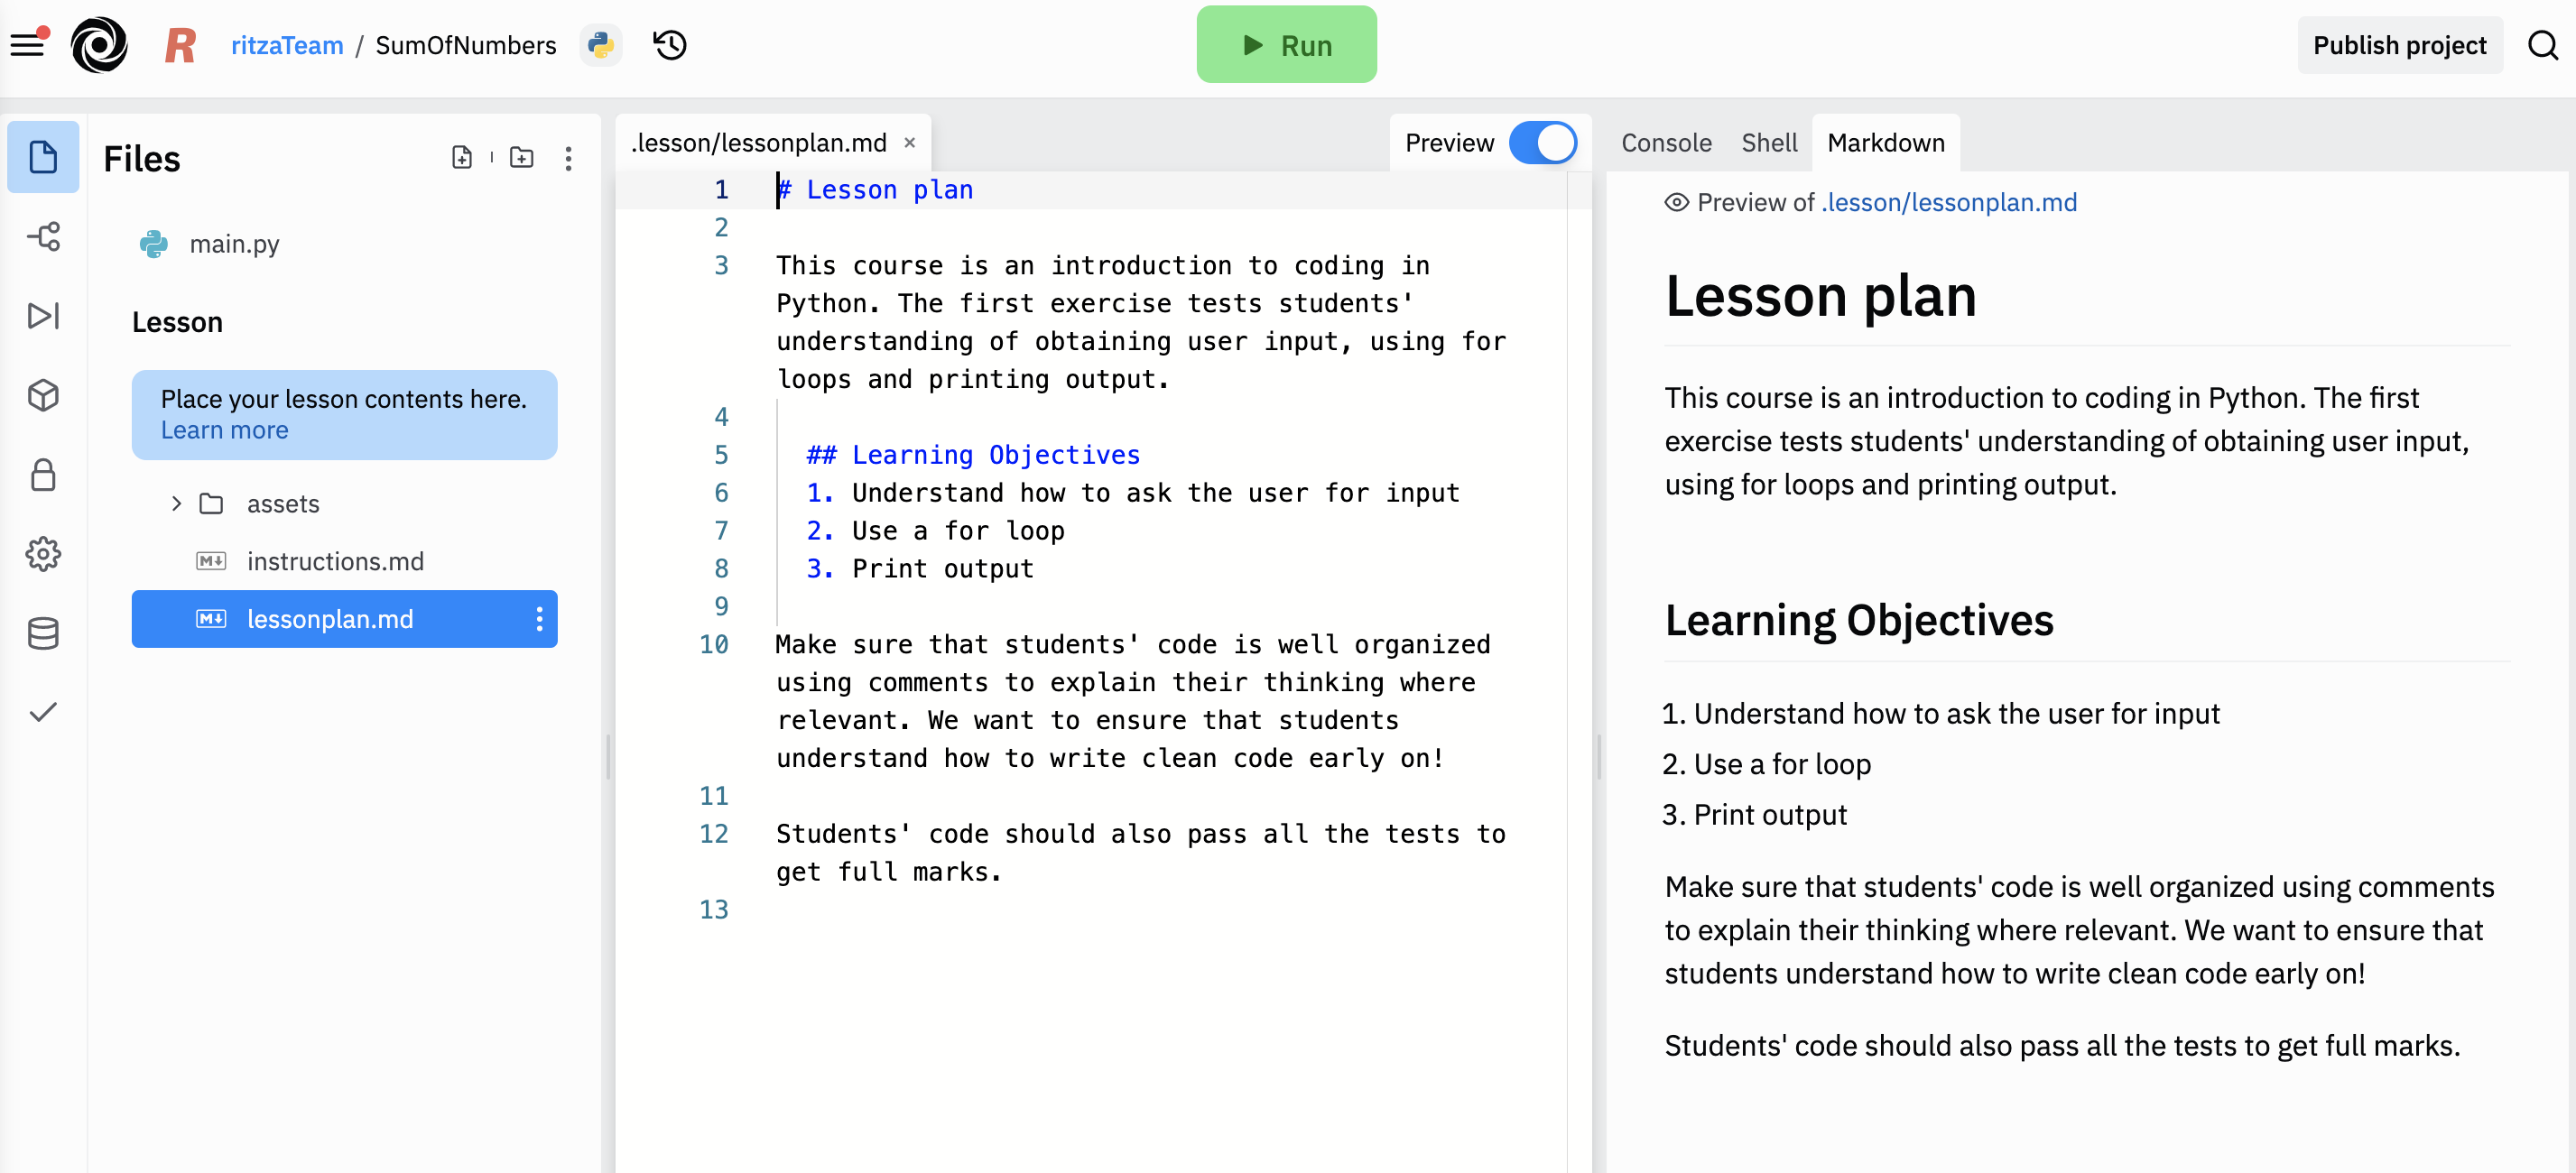 R ritzaTeam / SumOfNumbers
Run
Publish project
Files
main.py
Lesson
Place your lesson contents here.
Learn more
assets
instructions.md
lessonplan.md
.lesson/lessonplan.md ×
Preview
1 # Lesson plan
2
3 This course is an introduction to coding in
Python. The first exercise tests students'
understanding of obtaining user input, using for
loops and printing output.
4
5 ## Learning Objectives
6 1. Understand how to ask the user for input
7 2. Use a for loop
8 3. Print output
9
10 Make sure that students' code is well organized
using comments to explain their thinking where
relevant. We want to ensure that students
understand how to write clean code early on!
11
12 Students' code should also pass all the tests to
get full marks.
13
Console Shell Markdown
Preview of .lesson/lessonplan.md
Lesson plan
This course is an introduction to coding in Python. The first
exercise tests students' understanding of obtaining user input,
using for loops and printing output.
Learning Objectives
1. Understand how to ask the user for input
2. Use a for loop
3. Print output
Make sure that students' code is well organized using comments
to explain their thinking where relevant. We want to ensure that
students understand how to write clean code early on!
Students' code should also pass all the tests to get full marks.